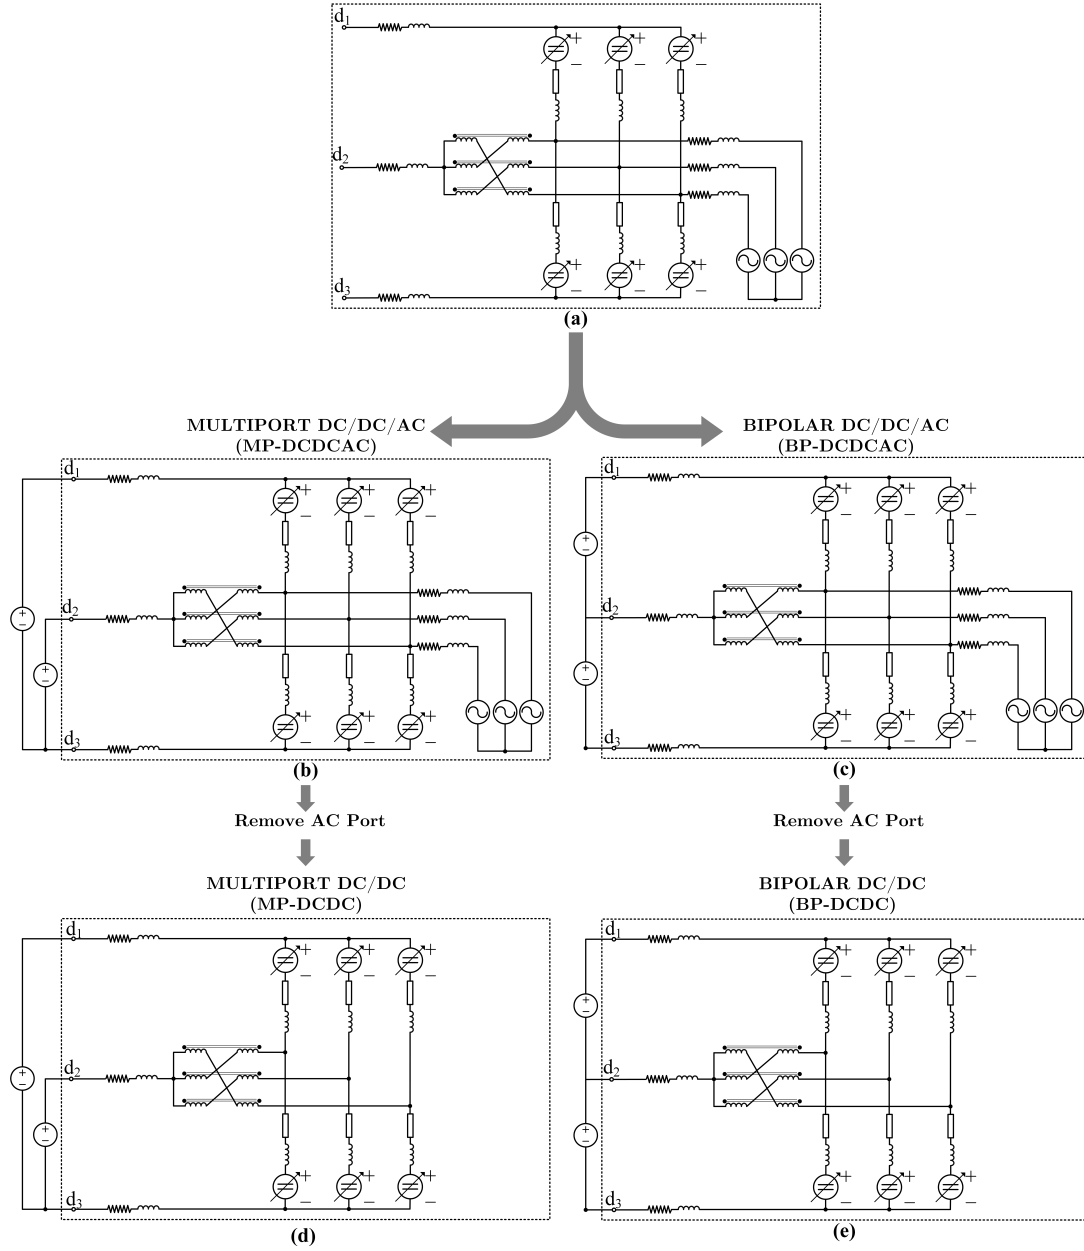 d1
+ + +
− − −
d2
+ + +
− − −
d3
(a)
MULTIPORT DC/DC/AC
(MP-DCDCAC)
BIPOLAR DC/DC/AC
(BP-DCDCAC)
d1
+ + +
− − −
+
−
d2
+
−
+ + +
− − −
d3
(b)
d1
+ + +
− − −
+
−
d2
+
−
+ + +
− − −
d3
(c)
Remove AC Port
Remove AC Port
MULTIPORT DC/DC
(MP-DCDC)
BIPOLAR DC/DC
(BP-DCDC)
d1
+ + +
− − −
+
−
d2
+
−
+ + +
− − −
d3
(d)
d1
+ + +
− − −
+
−
d2
+
−
+ + +
− − −
d3
(e)